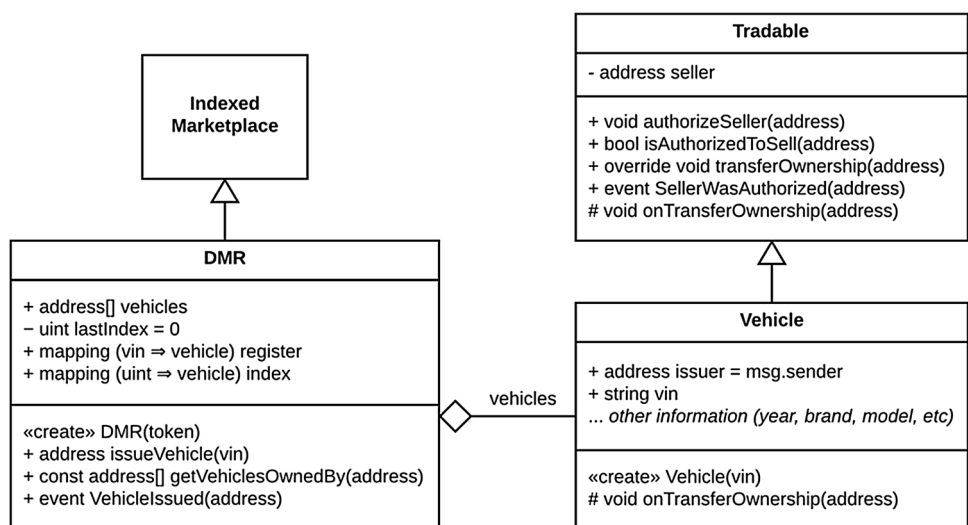 Tradable
- address seller
+ void authorizeSeller(address)
+ bool isAuthorizedToSell(address)
+ override void transferOwnership(address)
+ event SellerWasAuthorized(address)
# void onTransferOwnership(address)
Indexed
Marketplace
DMR
+ address[] vehicles
− uint lastIndex = 0
+ mapping (vin ⇒ vehicle) register
+ mapping (uint ⇒ vehicle) index
«create» DMR(token)
+ address issueVehicle(vin)
+ const address[] getVehiclesOwnedBy(address)
+ event VehicleIssued(address)
vehicles
Vehicle
+ address issuer = msg.sender
+ string vin
... other information (year, brand, model, etc)
«create» Vehicle(vin)
# void onTransferOwnership(address)